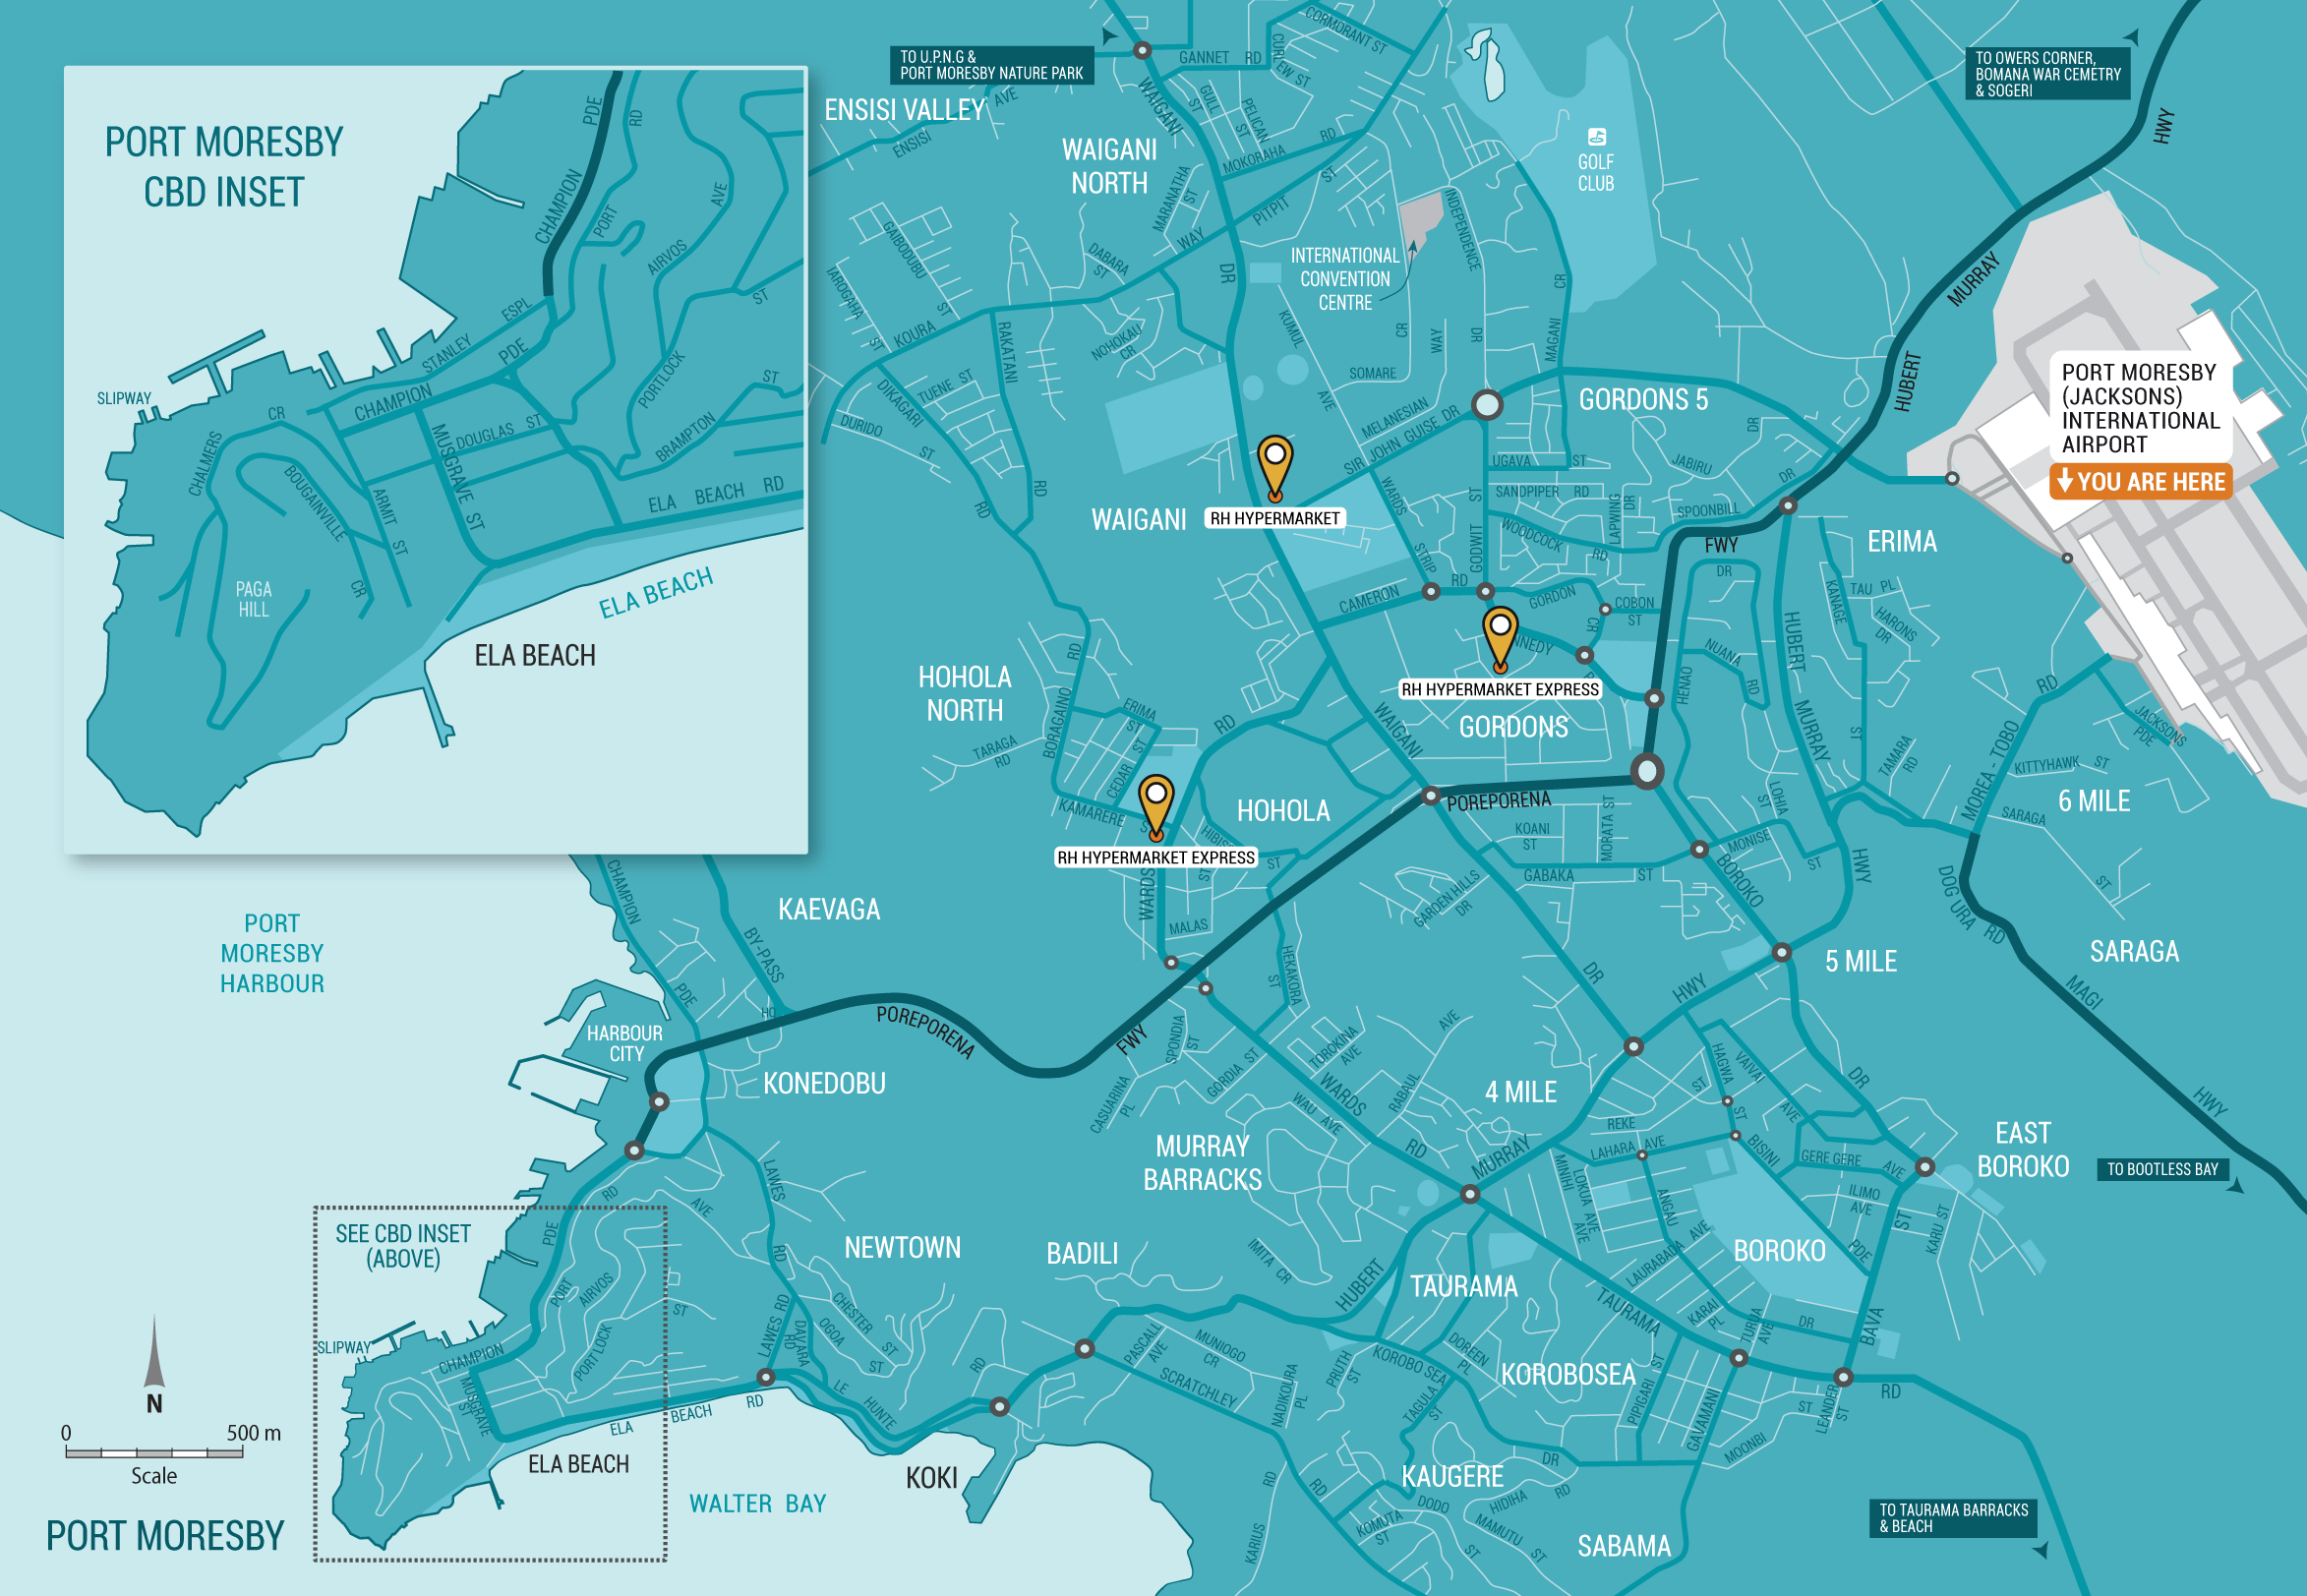 PORT MORESBY
CBD INSET
CHAMPION
PDE
PORT
RD
AIRVOS
AVE
STANLEY
ESPL
CHAMPION
PDE
PORTLOCK
ST
SLIPWAY
CR
CHALMERS
MUSGRAVE
ST
DOUGLAS ST
BRAMPTON
ST
BOUGAINVILLE
CR
ARMIT
ST
ELA BEACH RD
PAGA
HILL
ELA BEACH
ELA BEACH
TO U.P.N.G &
PORT MORESBY NATURE PARK
ENSISI VALLEY
ENSISI
AVE
WAIGANI
NORTH
WAIGANI
DR
GANNET RD
CURLEW ST
CORMORANT ST
GULL
ST
PELICAN
ST
MOKORAHA
RD
MARANATHA
ST
PITPIT
ST
WAY
DABARA
ST
GAIBODUBU
ST
IAROGAHA
ST
KOURA
RAKATANI
RD
NOHOKAU
CR
TUENE ST
DIKAGARI
RD
DURIDO
ST
INTERNATIONAL
CONVENTION
CENTRE
INDEPENDENCE
DR
KUMUL
AVE
CR
WAY
SOMARE
MELANESIAN
SIR JOHN GUISE DR
MAGANI
CR
GOLF
CLUB
TO OWERS CORNER,
BOMANA WAR CEMETRY
& SOGERI
HWY
MURRAY
HUBERT
PORT MORESBY
(JACKSONS)
INTERNATIONAL
AIRPORT
YOU ARE HERE
GORDONS 5
UGAVA ST
SANDPIPER RD
JABIRU
DR
LAPWING
DR
SPOONBILL
DR
WOODCOCK
RD
WARDS
STRIP
GODWIT ST
WAIGANI
RH HYPERMARKET
CAMERON
RD
GORDON
CR
COBON
ST
NNEDY
RH HYPERMARKET EXPRESS
GORDONS
FWY
DR
HENAO
NUANA
RD
HUBERT
MURRAY
HWY
ERIMA
KANAGE
ST
TAU PL
HARONS
DR
TAMARA
RD
MOREA - TOBO
RD
JACKSONS
PDE
KITTYHAWK ST
6 MILE
SARAGA
ST
SARAGA
DOGURA
RD
MAGI
HWY
HOHOLA
NORTH
BORAGAINO
RD
TARAGA
RD
ERIMA
ST
CEDAR
ST
KAMARERE
RH HYPERMARKET EXPRESS
RD
WARDS
ST
ST
MALAS
HOHOLA
WAIGANI
POREPORENA
KOANI
ST
MORATA ST
GABAKA ST
GARDEN HILLS
DR
LOHIA
ST
MONISE
ST
BOROKO
5 MILE
HEKAKORA
ST
DR
HWY
PORT
MORESBY
HARBOUR
CHAMPION
PDE
KAEVAGA
BY-PASS
HARBOUR
CITY
KONEDOBU
POREPORENA
FWY
SPONDIA
ST
CASUARINA
PL
GORDIA ST
TOROKINA
AVE
WARDS
RD
WAU AVE
RABAUL
AVE
MURRAY
BARRACKS
4 MILE
MURRAY
HAGWA
ST
ST
VAIVAI
AVE
DR
REKE
LAHARA AVE
MINIHI
LOKUA AVE
AVE
ANGAU
BISINI
PDE
GEREGERE
AVE
ILIMO
AVE
KARU ST
EAST
BOROKO
TO BOOTLESS BAY
BOROKO
LAURABADA AVE
KARAI
PL
TURUA
AVE
DR
BAVA
ST
SEE CBD INSET
(ABOVE)
RD
PDE
PORT
AIRVOS
AVE
PORTLOCK
ST
LAWES
RD
LAWES RD
DAVARA
RD
NEWTOWN
CHESTER
ST
OGOA
ST
BADILI
IMITA CR
HUBERT
TAURAMA
TAURAMA
RD
DOREEN
PL
KOROBOSEA
KOROBO SEA
DR
PRUTH
ST
TAGULA
ST
PASCALL
AVE
MUNIOGO
CR
SCRATCHLEY
RD
NADIKOURA
PL
PIPIGARI ST
GAVAMANI
MOONBI
ST
LEANDER
ST
KAUGERE
DODO
HIDIHA
RD
MAMUTU
ST
KOMUTA
ST
ST
KARIUS
RD
SABAMA
TO TAURAMA BARRACKS
& BEACH
SLIPWAY
CHAMPION
MUSGRAVE
ST
ELA
BEACH
RD
LE
HUNTE
RD
ELA BEACH
KOKI
WALTER BAY
N
0 500 m
Scale
PORT MORESBY